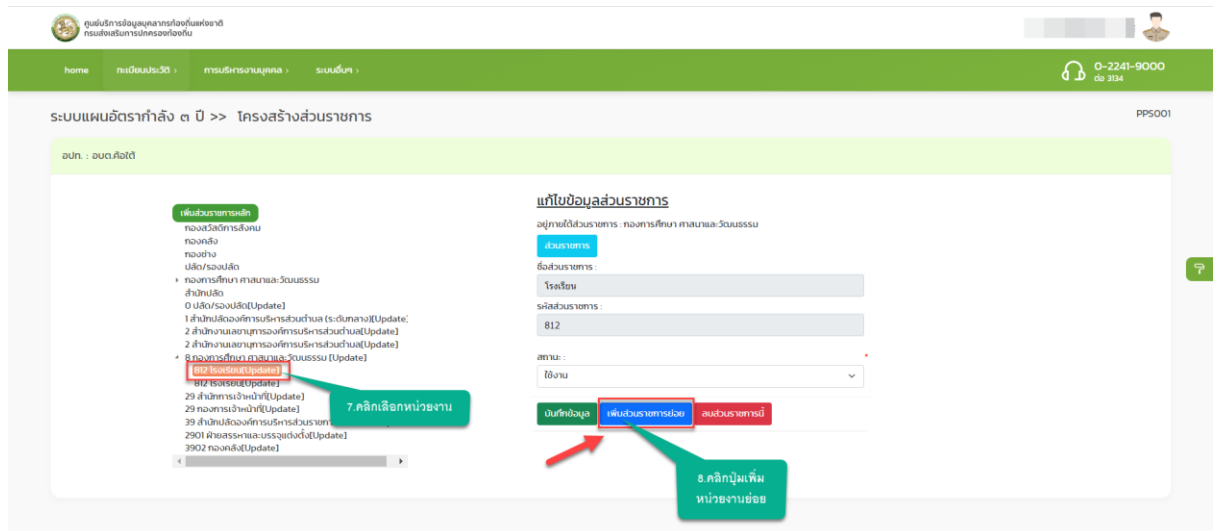 ศูนย์บริการข้อมูลบุคลากรท้องถิ่นแห่งชาติ
กรมส่งเสริมการปกครองท้องถิ่น
home ทะเบียนประวัติ › การบริหารงานบุคคล › ระบบอื่นๆ ›
0-2241-9000
ต่อ 3134
ระบบแผนอัตรากำลัง ๓ ปี >> โครงสร้างส่วนราชการ
PPS001
อปท. : อบต.คือใต้
เพิ่มส่วนราชการหลัก
กองสวัสดิการสังคม
กองคลัง
กองช่าง
ปลัด/รองปลัด
กองการศึกษา ศาสนาและวัฒนธรรม
สำนักปลัด
0 ปลัด/รองปลัด[Update]
1 สำนักปลัดองค์การบริหารส่วนตำบล (ระดับกลาง)[Update]
2 สำนักงานเลขานุการองค์การบริหารส่วนตำบล[Update]
2 สำนักงานเลขานุการองค์การบริหารส่วนตำบล[Update]
8 กองการศึกษา ศาสนาและวัฒนธรรม [Update]
812 โรงเรียน[Update]
812 โรงเรียน[Update]
29 สำนักการเจ้าหน้าที่[Update]
29 กองการเจ้าหน้าที่[Update]
39 สำนักปลัดองค์การบริหารส่วนราชการ
2901 ฝ่ายสรรหาและบรรจุแต่งตั้ง[Update]
3902 กองคลัง[Update]
7.คลิกเลือกหน่วยงาน
แก้ไขข้อมูลส่วนราชการ
อยู่ภายใต้ส่วนราชการ : กองการศึกษา ศาสนาและวัฒนธรรม
ส่วนราชการ
ชื่อส่วนราชการ :
โรงเรียน
รหัสส่วนราชการ :
812
สถานะ : *
ใช้งาน
บันทึกข้อมูล เพิ่มส่วนราชการย่อย ลบส่วนราชการนี้
8.คลิกปุ่มเพิ่ม
หน่วยงานย่อย